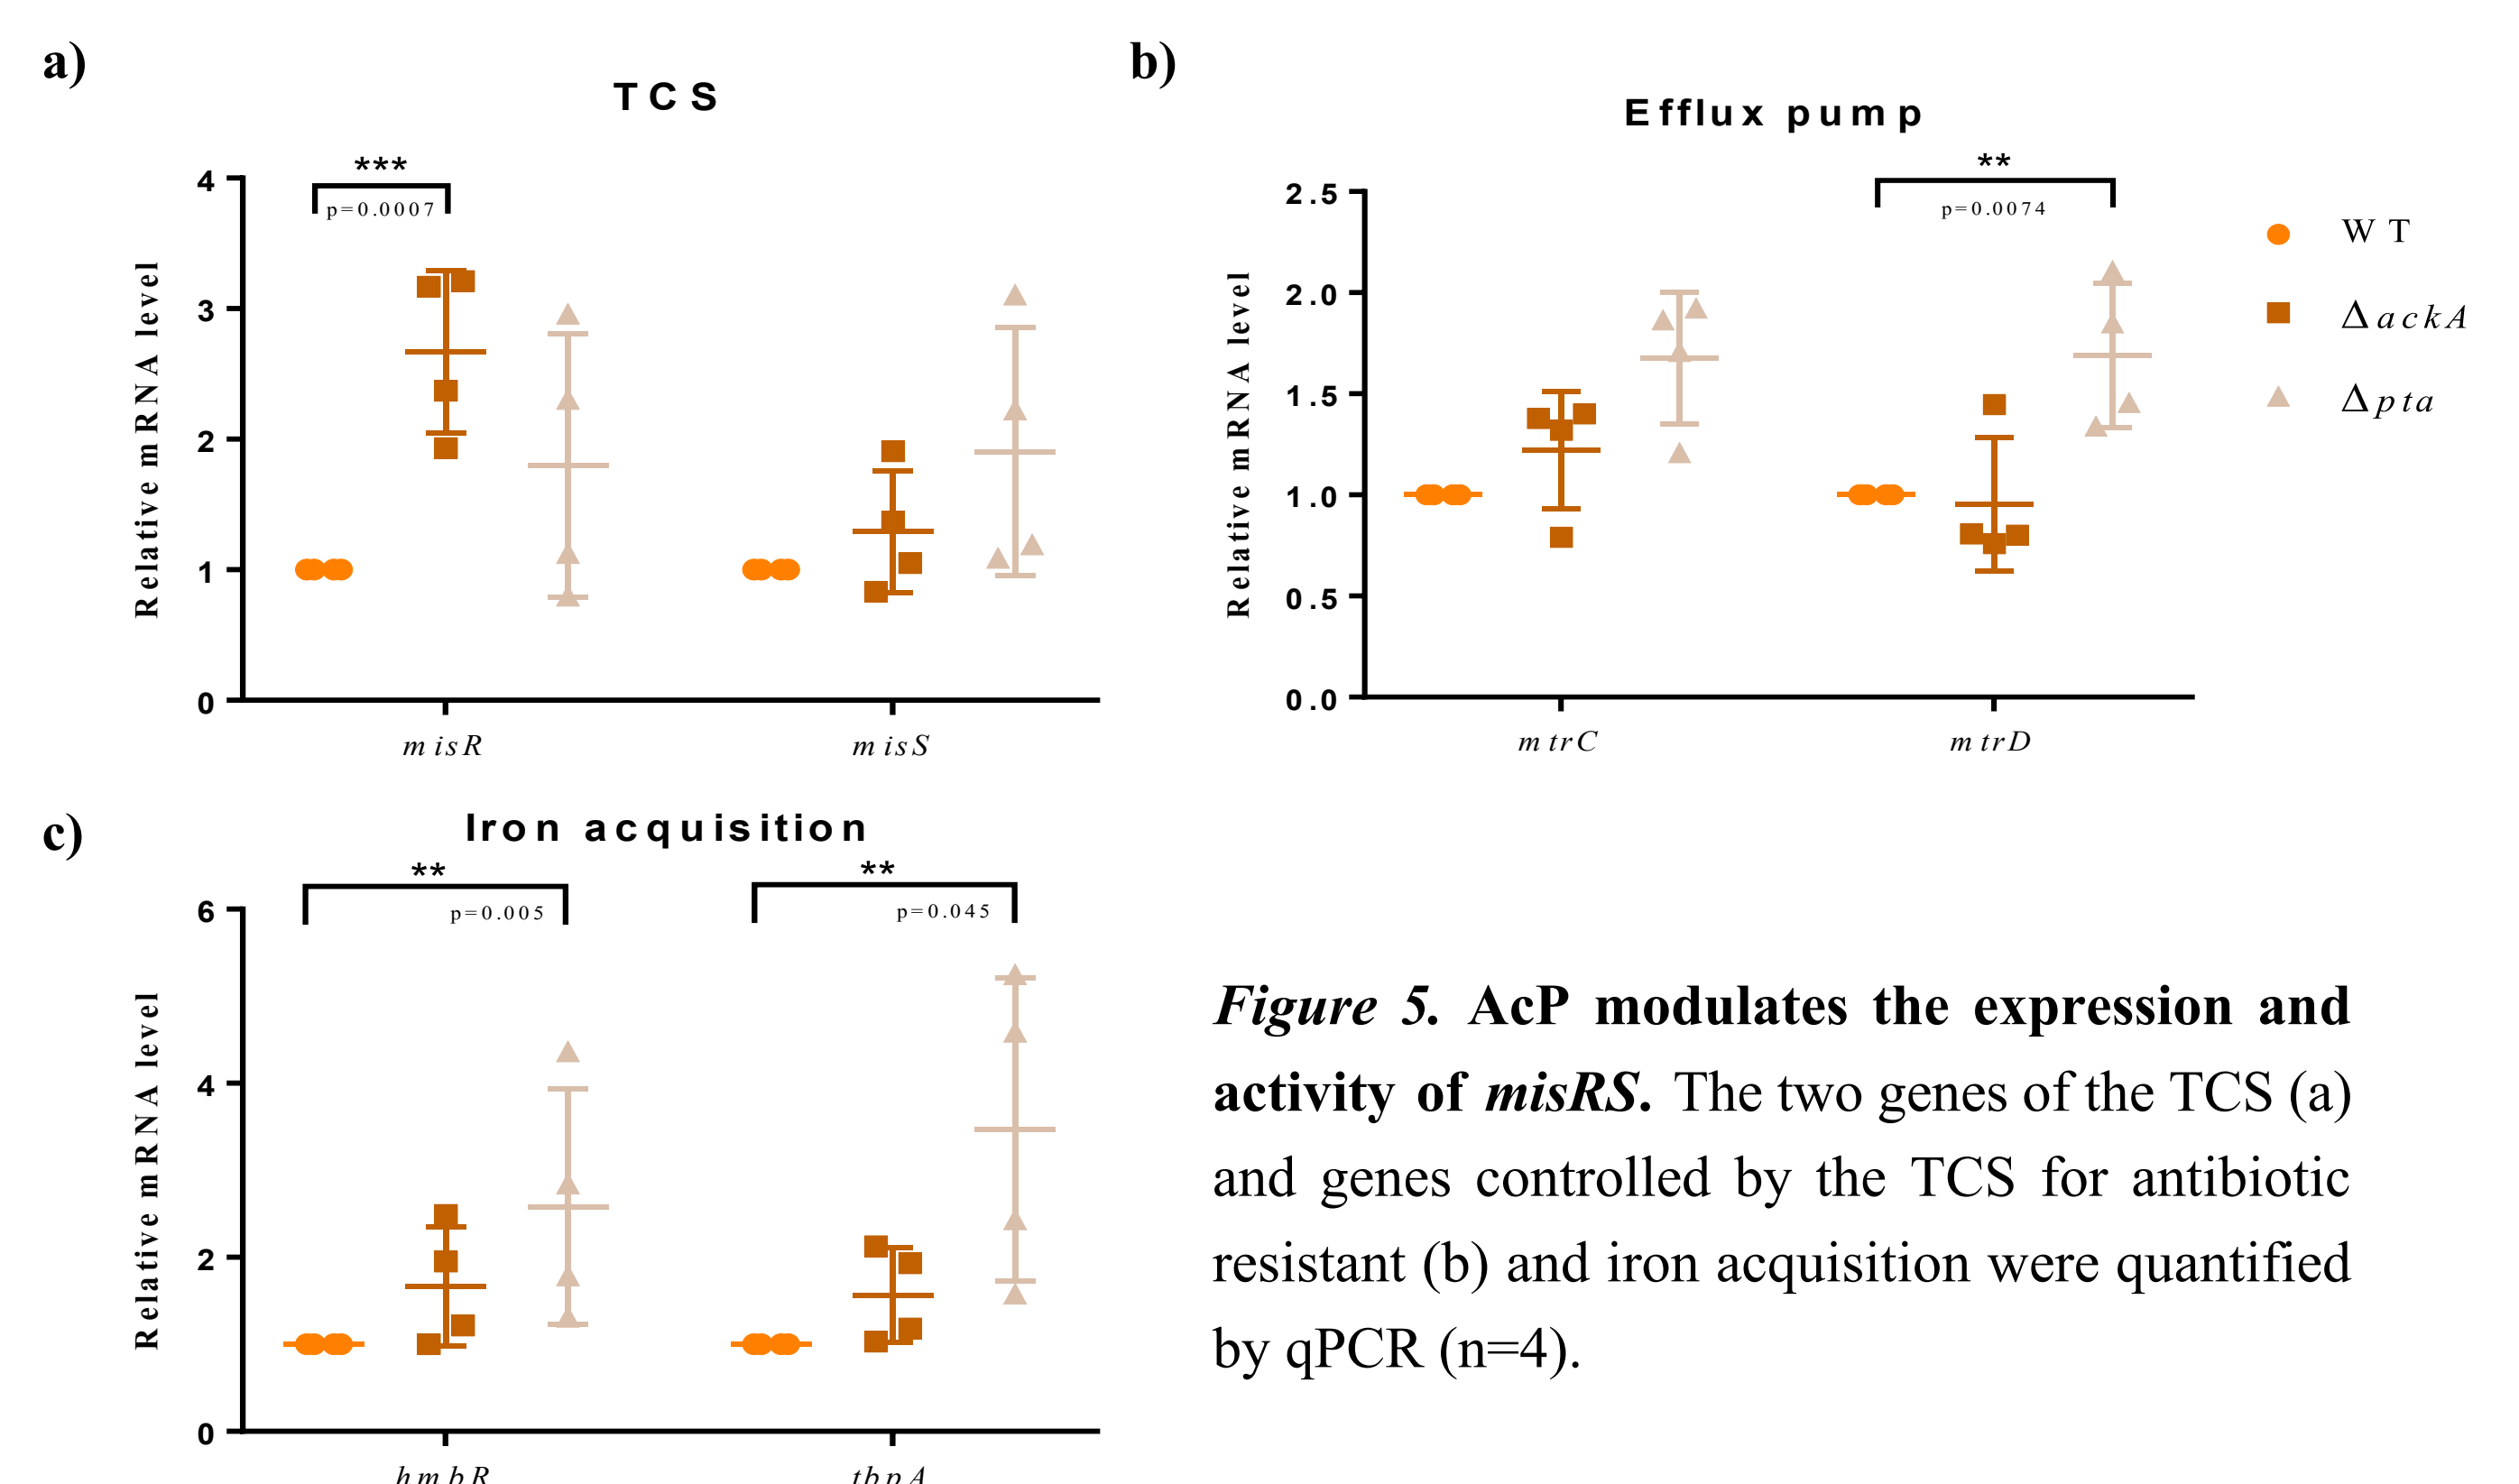 a)
TCS
***
p=0.0007
4
3
2
1
0
Relative mRNA level
misR
misS
b)
Efflux pump
**
p=0.0074
2.5
2.0
1.5
1.0
0.5
0.0
Relative mRNA level
mtrC
mtrD
WT
ΔackA
Δpta
c)
Iron acquisition
**
**
p=0.005
p=0.045
6
4
2
0
Relative mRNA level
hmbR
tbpA
Figure 5. AcP modulates the expression and
activity of misRS. The two genes of the TCS (a)
and genes controlled by the TCS for antibiotic
resistant (b) and iron acquisition were quantified
by qPCR (n=4).